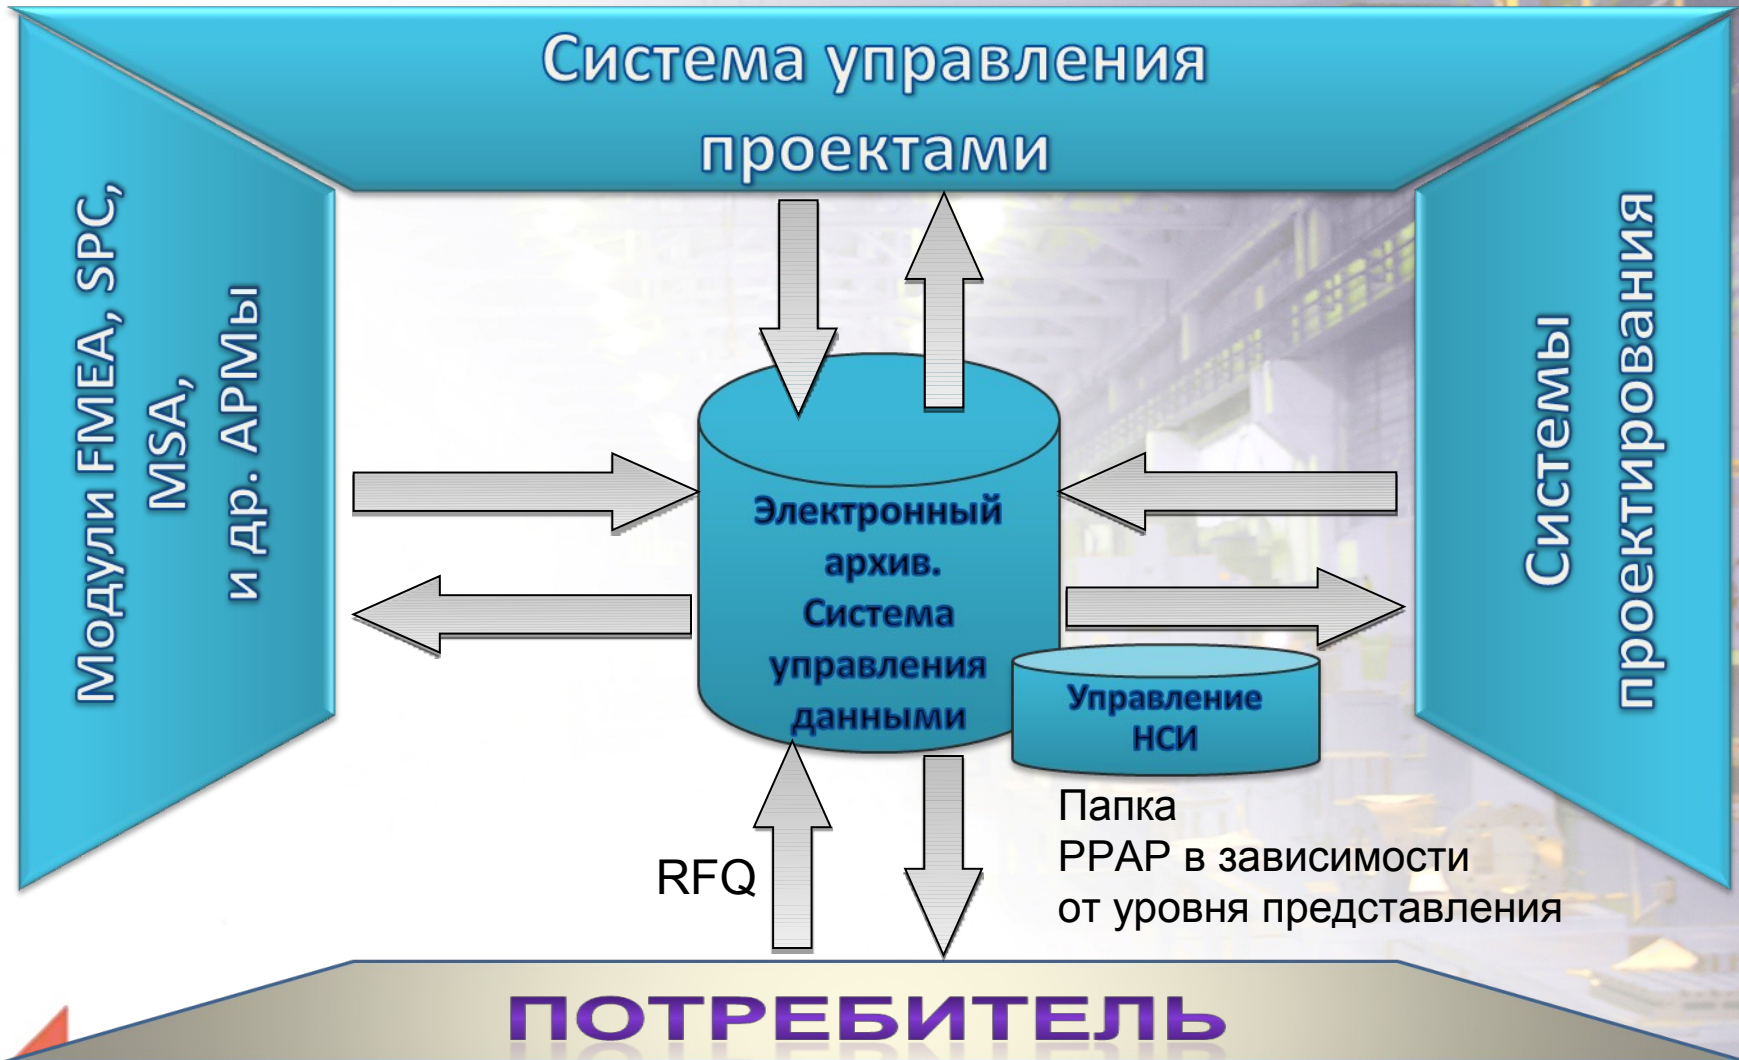 Система управления
проектами
Модули FMEA, SPC,
MSA,
и др. АРМы
Системы
проектирования
Электронный
архив.
Система
управления
данными
Управление
НСИ
RFQ
Папка
PPAP в зависимости
от уровня представления
ПОТРЕБИТЕЛЬ